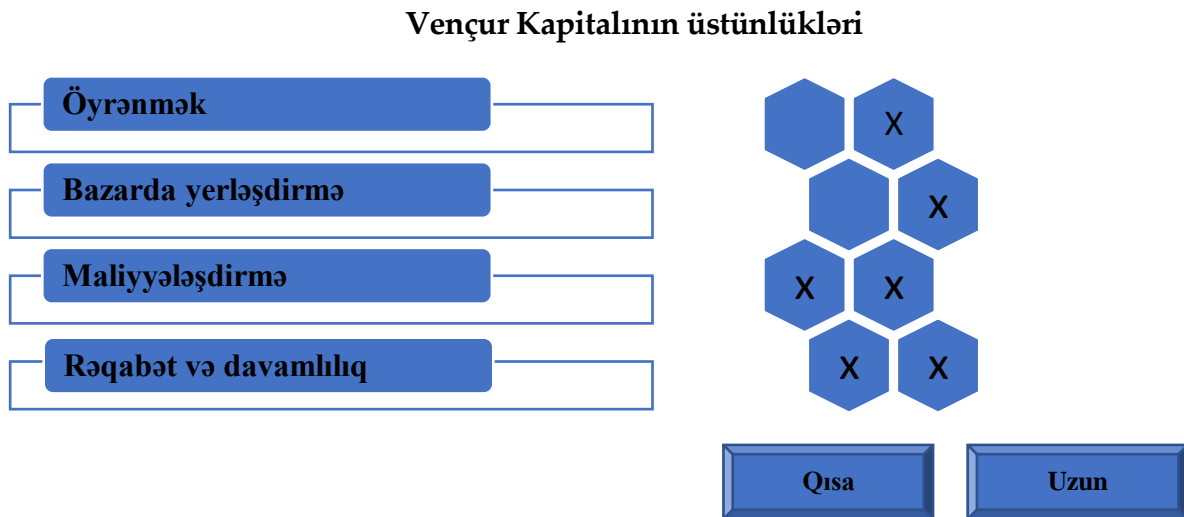 Vençur Kapitalının üstünlükləri
Öyrənmək
X
Bazarda yerləşdirmə
X
Maliyyələşdirmə
X X
Rəqabət və davamlılıq
X X
Qısa
Uzun